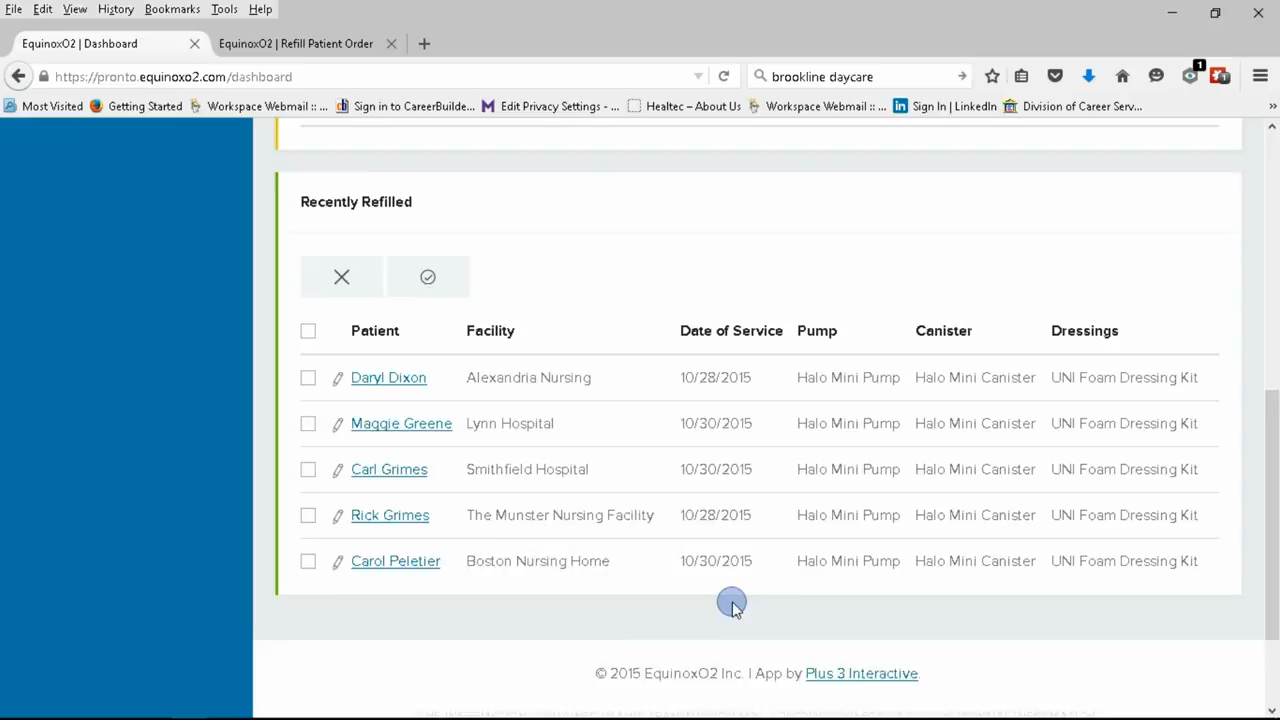 File Edit View History Bookmarks Tools Help
EquinoxO2 | Dashboard EquinoxO2 | Refill Patient Order
https://pronto.equinoxo2.com/dashboard brookline daycare 1 1
Most Visited Getting Started Workspace Webmail :: ... Sign in to CareerBuilde... Edit Privacy Settings - ... Healtec – About Us Workspace Webmail :: ... Sign In | LinkedIn Division of Career Serv...
Recently Refilled
Patient Facility Date of Service Pump Canister Dressings
Daryl Dixon Alexandria Nursing 10/28/2015 Halo Mini Pump Halo Mini Canister UNI Foam Dressing Kit
Maggie Greene Lynn Hospital 10/30/2015 Halo Mini Pump Halo Mini Canister UNI Foam Dressing Kit
Carl Grimes Smithfield Hospital 10/30/2015 Halo Mini Pump Halo Mini Canister UNI Foam Dressing Kit
Rick Grimes The Munster Nursing Facility 10/28/2015 Halo Mini Pump Halo Mini Canister UNI Foam Dressing Kit
Carol Peletier Boston Nursing Home 10/30/2015 Halo Mini Pump Halo Mini Canister UNI Foam Dressing Kit
© 2015 EquinoxO2 Inc. | App by Plus 3 Interactive.